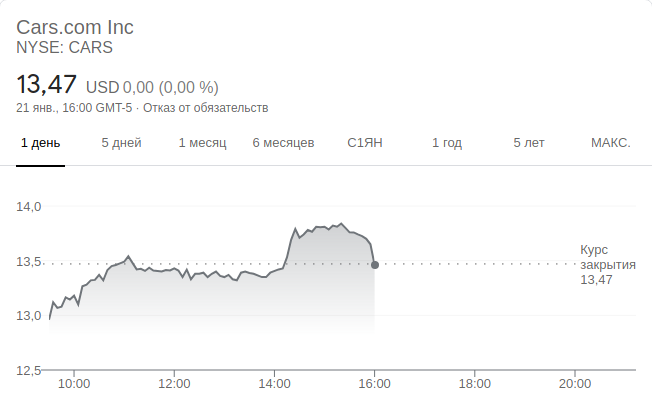 Cars.com Inc
NYSE: CARS
13,47 USD 0,00 (0,00 %)
21 янв., 16:00 GMT-5 · Отказ от обязательств
1 день 5 дней 1 месяц 6 месяцев С1ЯН 1 год 5 лет МАКС.
14,0
13,5
13,0
12,5
Курс
закрытия
13,47
10:00 12:00 14:00 16:00 18:00 20:00